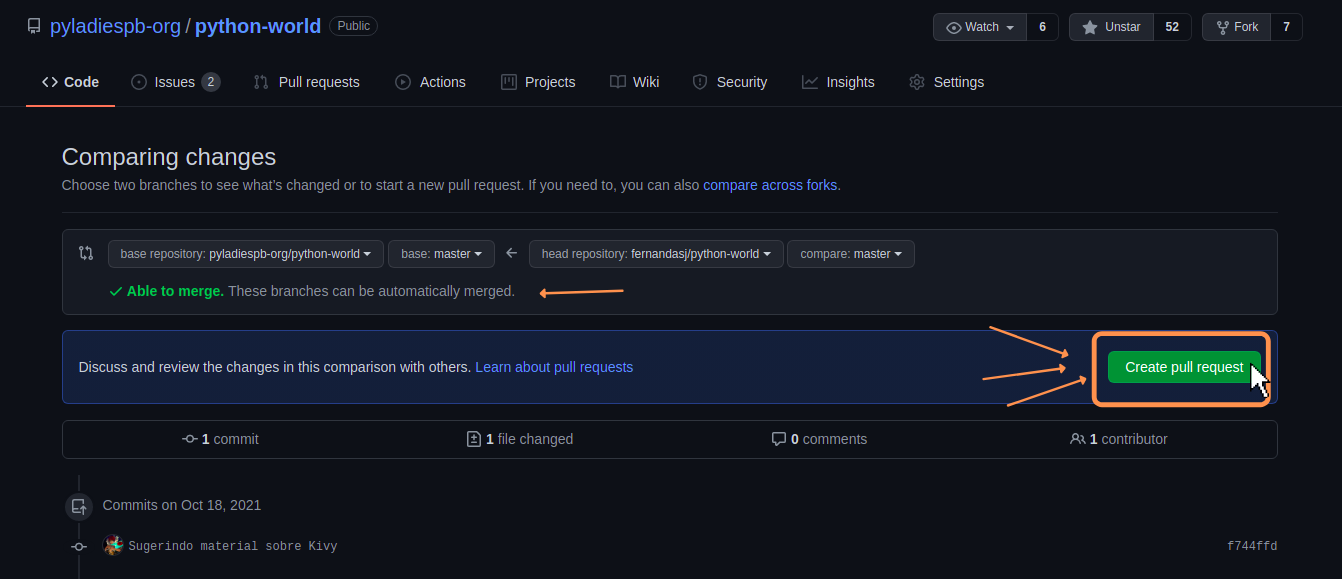 pyladiespb-org / python-world Public Watch 6 Unstar 52 Fork 7
Code Issues 2 Pull requests Actions Projects Wiki Security Insights Settings
Comparing changes
Choose two branches to see what's changed or to start a new pull request. If you need to, you can also compare across forks.
base repository: pyladiespb-org/python-world base: master head repository: fernandasj/python-world compare: master
Able to merge. These branches can be automatically merged.
Discuss and review the changes in this comparison with others. Learn about pull requests Create pull request
1 commit 1 file changed 0 comments 1 contributor
Commits on Oct 18, 2021
Sugerindo material sobre Kivy f744ffd